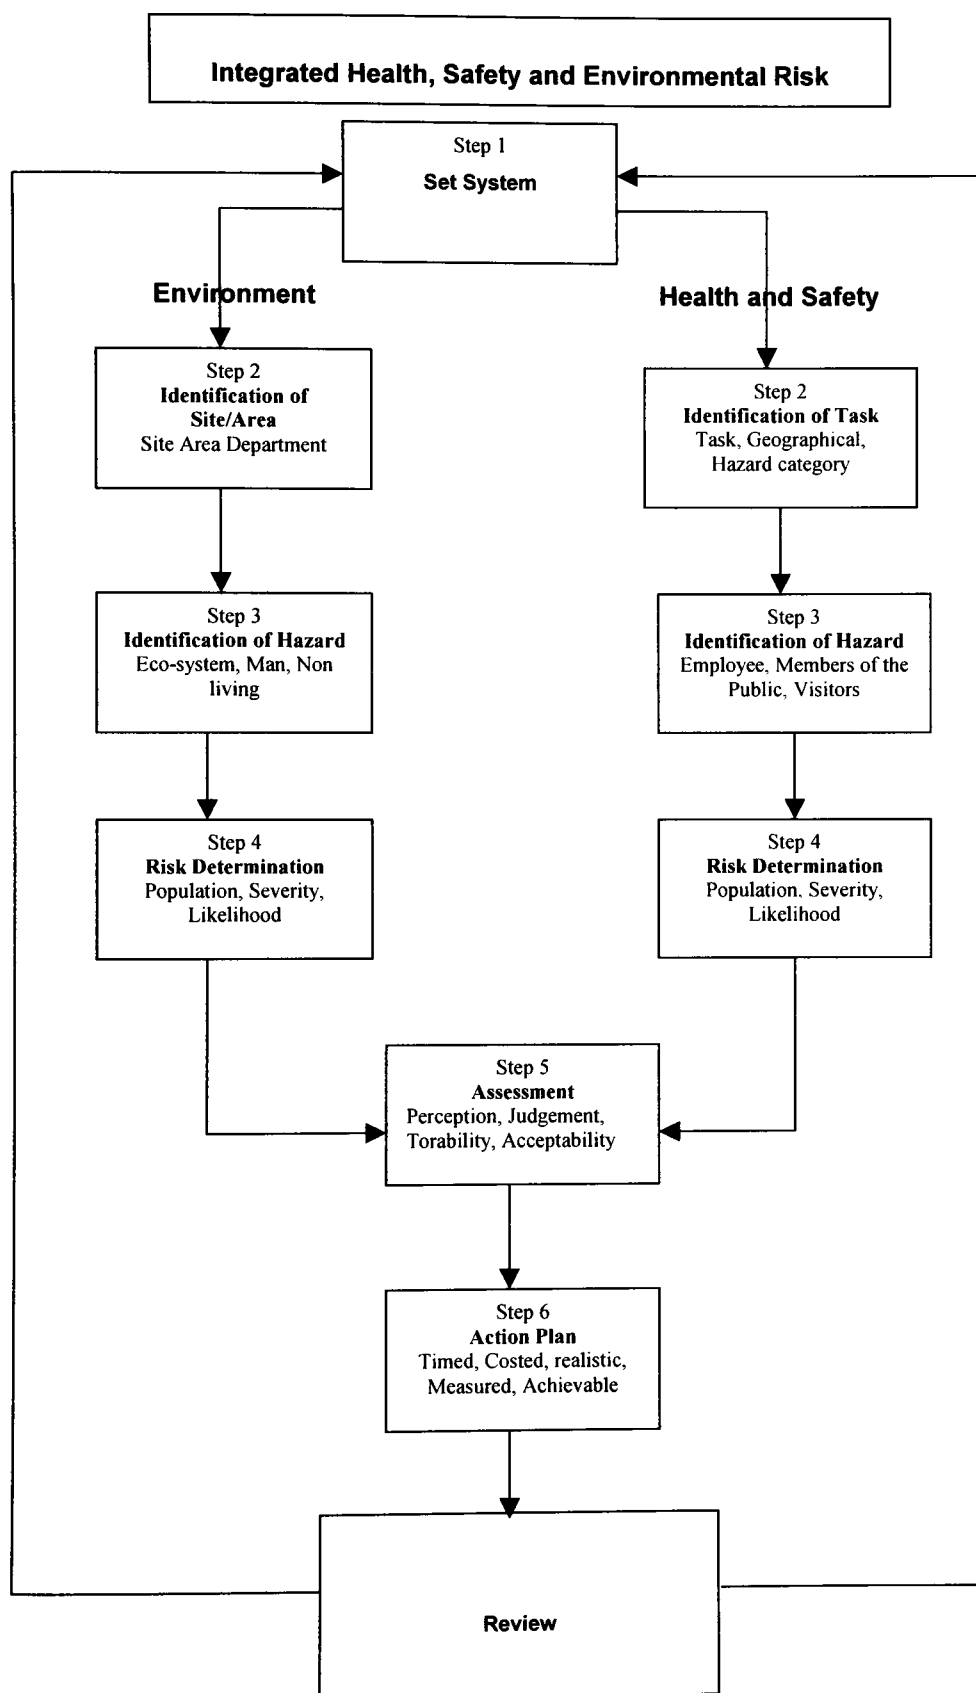 Integrated Health, Safety and Environmental Risk
Step 1
Set System
Environment
Health and Safety
Step 2
Identification of
Site/Area
Site Area Department
Step 2
Identification of Task
Task, Geographical,
Hazard category
Step 3
Identification of Hazard
Eco-system, Man, Non
living
Step 3
Identification of Hazard
Employee, Members of the
Public, Visitors
Step 4
Risk Determination
Population, Severity,
Likelihood
Step 4
Risk Determination
Population, Severity,
Likelihood
Step 5
Assessment
Perception, Judgement,
Torability, Acceptability
Step 6
Action Plan
Timed, Costed, realistic,
Measured, Achievable
Review